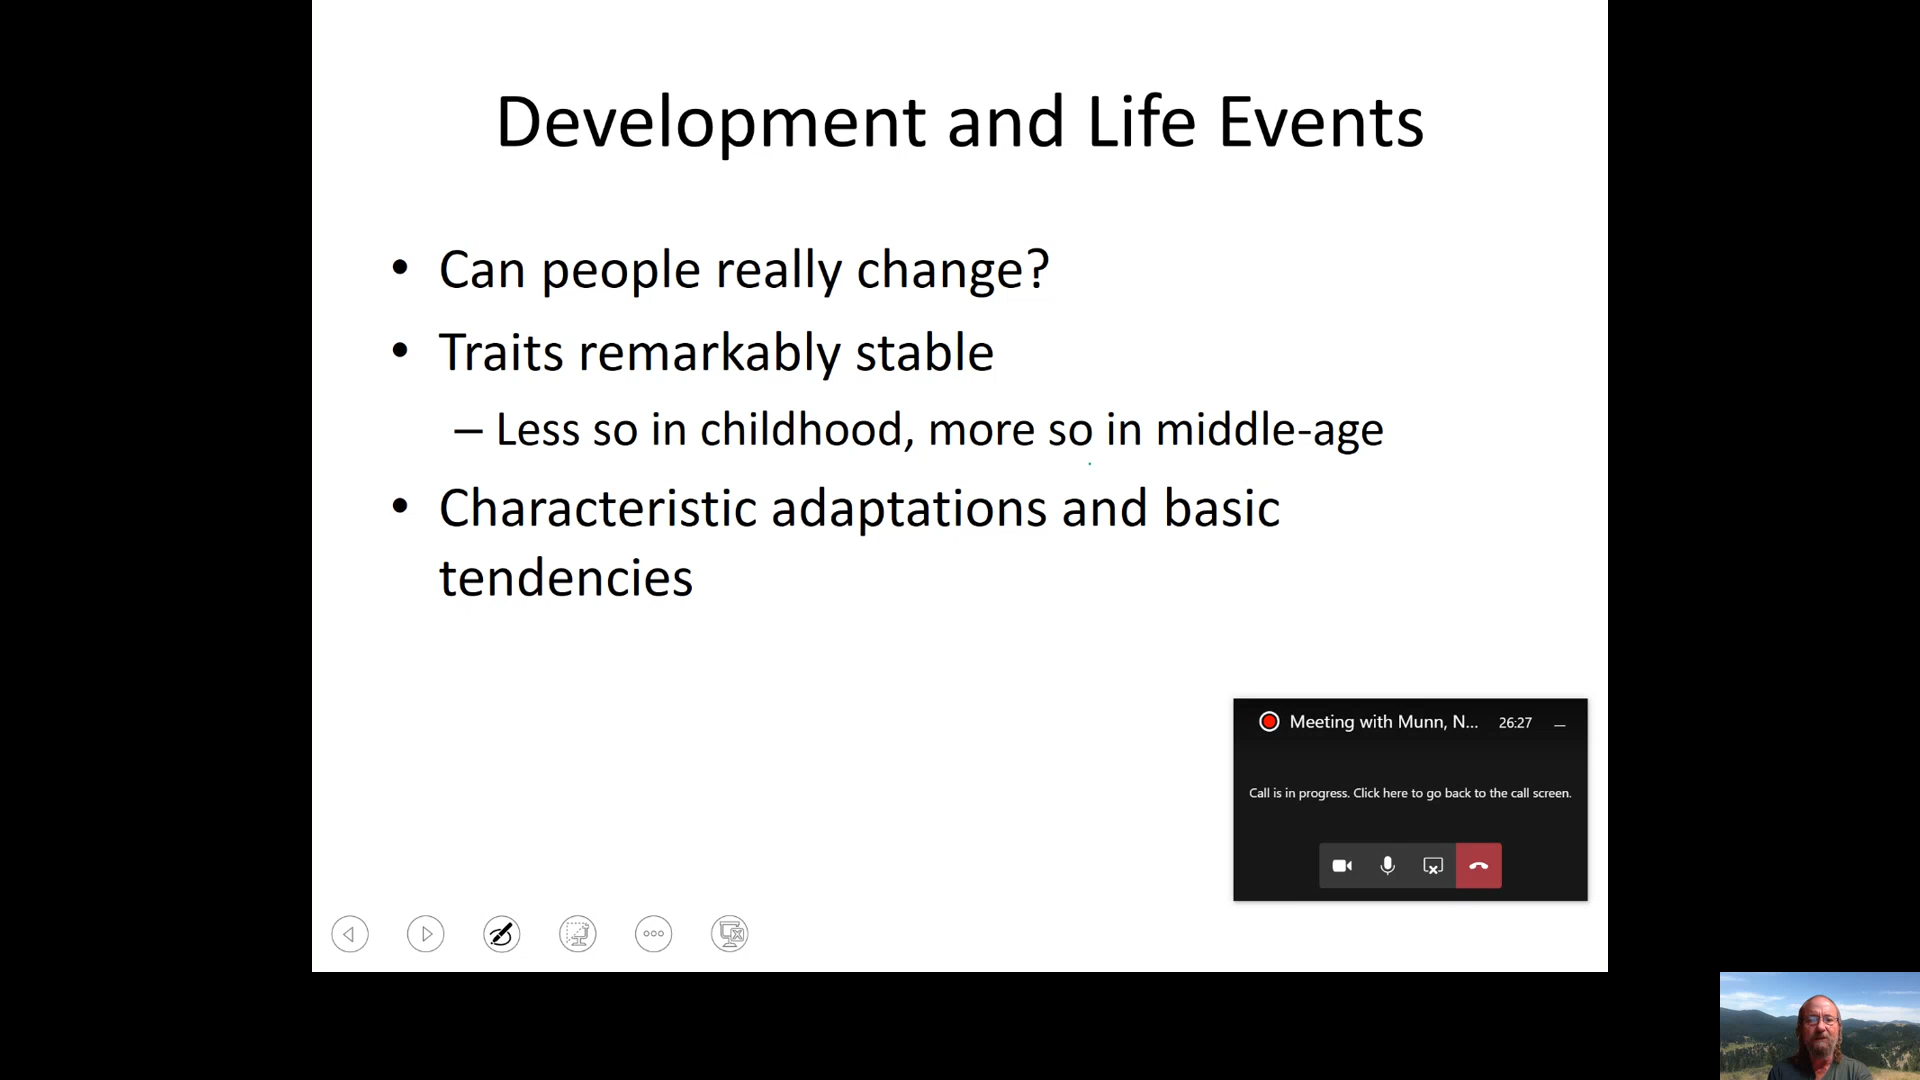 Development and Life Events
• Can people really change?
• Traits remarkably stable
– Less so in childhood, more so in middle-age
• Characteristic adaptations and basic
tendencies
Meeting with Munn, N... 26:27
Call is in progress. Click here to go back to the call screen.